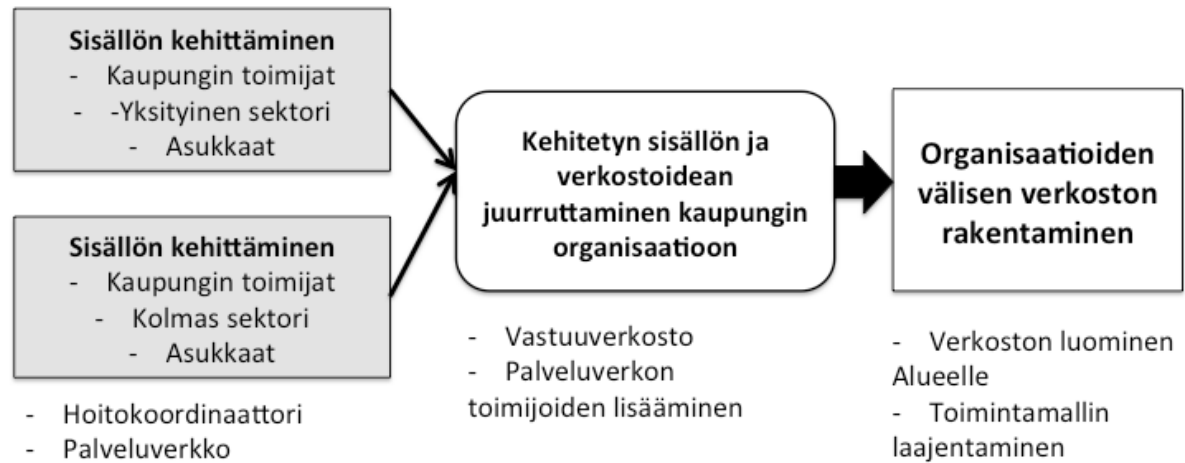 Sisällön kehittäminen
- Kaupungin toimijat
- -Yksityinen sektori
- Asukkaat
Sisällön kehittäminen
- Kaupungin toimijat
- Kolmas sektori
- Asukkaat
- Hoitokoordinaattori
- Palveluverkko
Kehitetyn sisällön ja
verkostoidean
juurruttaminen kaupungin
organisaatioon
- Vastuuverkosto
- Palveluverkon
toimijoiden lisääminen
Organisaatioiden
välisen verkoston
rakentaminen
- Verkoston luominen
Alueelle
- Toimintamallin
laajentaminen